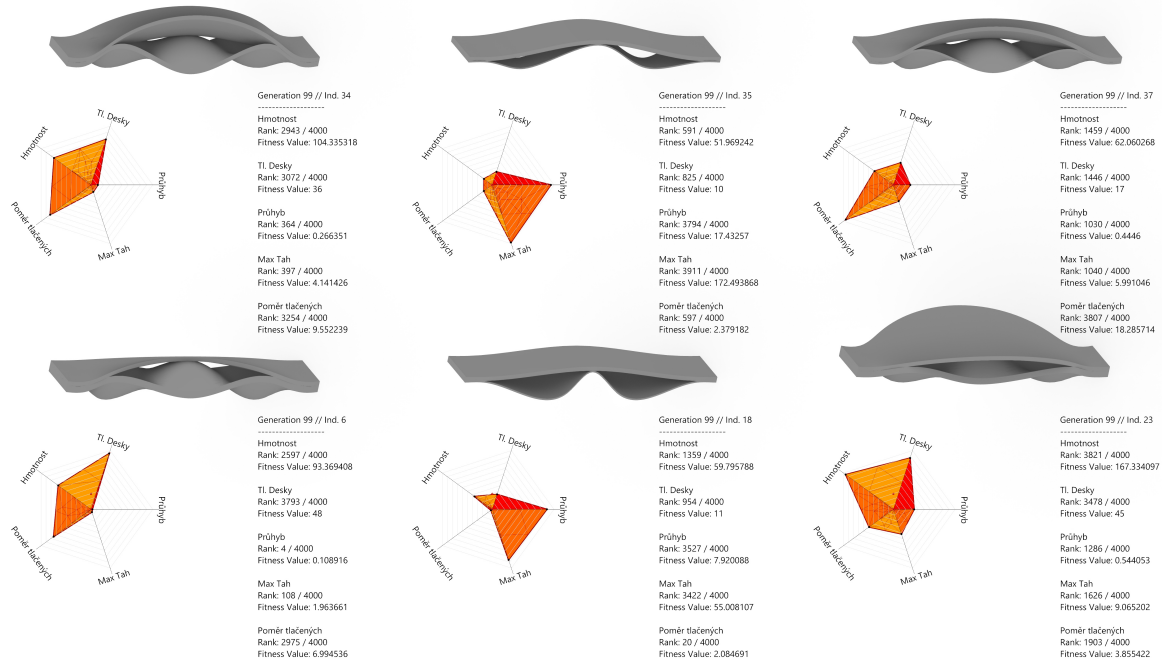 Generation 99 // Ind. 34
-------------------
Hmotnost
Rank: 2943 / 4000
Fitness Value: 104.335318
Tl. Desky
Rank: 3072 / 4000
Fitness Value: 36
Průhyb
Rank: 364 / 4000
Fitness Value: 0.266351
Max Tah
Rank: 397 / 4000
Fitness Value: 4.141426
Poměr tlačených
Rank: 3254 / 4000
Fitness Value: 9.552239
Tl. Desky
Hmotnost
Průhyb
Poměr tlačených
Max Tah
Generation 99 // Ind. 35
-------------------
Hmotnost
Rank: 591 / 4000
Fitness Value: 51.969242
Tl. Desky
Rank: 825 / 4000
Fitness Value: 10
Průhyb
Rank: 3794 / 4000
Fitness Value: 17.43257
Max Tah
Rank: 3911 / 4000
Fitness Value: 172.493868
Poměr tlačených
Rank: 597 / 4000
Fitness Value: 2.379182
Tl. Desky
Hmotnost
Průhyb
Poměr tlačených
Max Tah
Generation 99 // Ind. 37
-------------------
Hmotnost
Rank: 1459 / 4000
Fitness Value: 62.060268
Tl. Desky
Rank: 1446 / 4000
Fitness Value: 17
Průhyb
Rank: 1030 / 4000
Fitness Value: 0.4446
Max Tah
Rank: 1040 / 4000
Fitness Value: 5.991046
Poměr tlačených
Rank: 3807 / 4000
Fitness Value: 18.285714
Tl. Desky
Hmotnost
Průhyb
Poměr tlačených
Max Tah
Generation 99 // Ind. 6
-------------------
Hmotnost
Rank: 2597 / 4000
Fitness Value: 93.369408
Tl. Desky
Rank: 3793 / 4000
Fitness Value: 48
Průhyb
Rank: 4 / 4000
Fitness Value: 0.108916
Max Tah
Rank: 108 / 4000
Fitness Value: 1.963661
Poměr tlačených
Rank: 2975 / 4000
Fitness Value: 6.994536
Tl. Desky
Hmotnost
Průhyb
Poměr tlačených
Max Tah
Generation 99 // Ind. 18
-------------------
Hmotnost
Rank: 1359 / 4000
Fitness Value: 59.795788
Tl. Desky
Rank: 954 / 4000
Fitness Value: 11
Průhyb
Rank: 3527 / 4000
Fitness Value: 7.920088
Max Tah
Rank: 3422 / 4000
Fitness Value: 55.008107
Poměr tlačených
Rank: 20 / 4000
Fitness Value: 2.084691
Tl. Desky
Hmotnost
Průhyb
Poměr tlačených
Max Tah
Generation 99 // Ind. 23
-------------------
Hmotnost
Rank: 3821 / 4000
Fitness Value: 167.334097
Tl. Desky
Rank: 3478 / 4000
Fitness Value: 45
Průhyb
Rank: 1286 / 4000
Fitness Value: 0.544053
Max Tah
Rank: 1626 / 4000
Fitness Value: 9.065202
Poměr tlačených
Rank: 1903 / 4000
Fitness Value: 3.855422
Tl. Desky
Hmotnost
Průhyb
Poměr tlačených
Max Tah